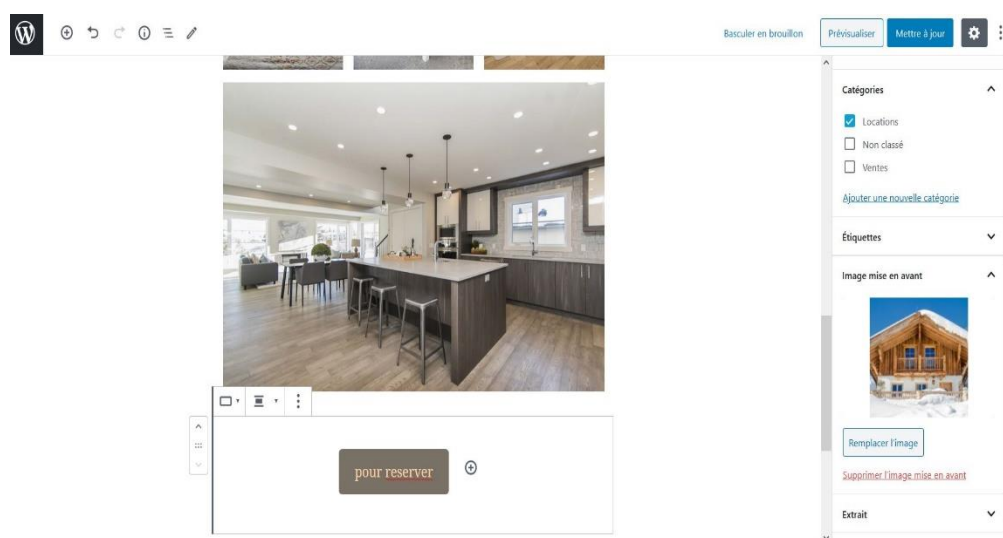 Basculer en brouillon
Prévisualiser
Mettre à jour
Catégories
Locations
Non classé
Ventes
Ajouter une nouvelle catégorie
Étiquettes
Image mise en avant
Remplacer l'image
Supprimer l'image mise en avant
Extrait
pour reserver